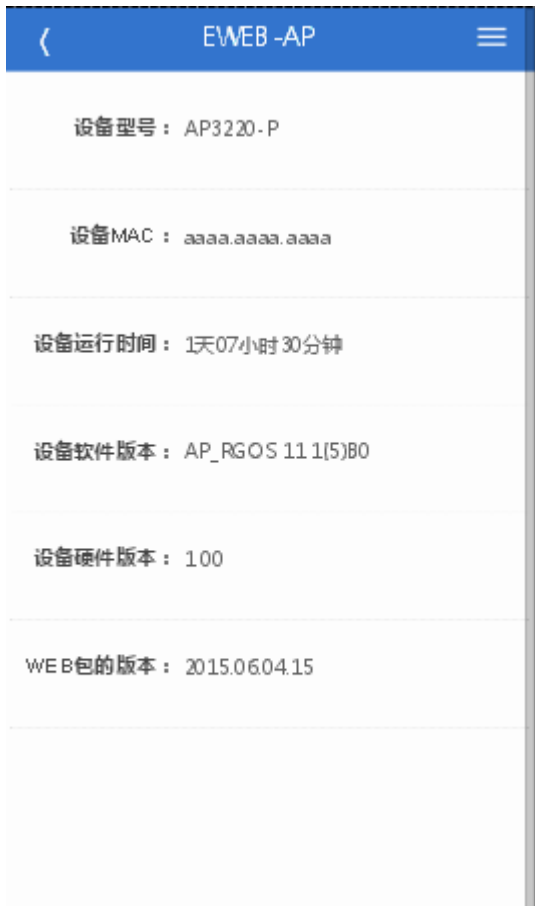 EWEB-AP
设备型号： AP3220-P
设备MAC： aaaa.aaaa.aaaa
设备运行时间： 1天07小时30分钟
设备软件版本： AP_RGOS 11.1(5)B0
设备硬件版本： 1.00
WEB包的版本： 2015.06.04.15